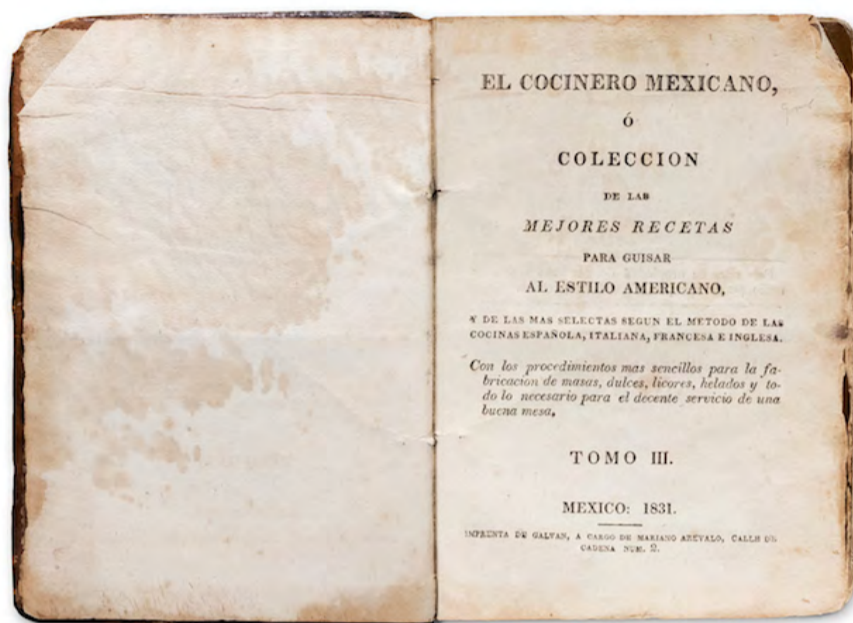 EL COCINERO MEXICANO,
ó
COLECCION
DE LAS
MEJORES RECETAS
PARA GUISAR
AL ESTILO AMERICANO,
Y DE LAS MAS SELECTAS SEGUN EL METODO DE LAS
COCINAS ESPAÑOLA, ITALIANA, FRANCESA E INGLESA.
Con los procedimientos mas sencillos para la fa-
bricacion de masas, dulces, licores, helados y to-
do lo necesario para el decente servicio de una
buena mesa.
TOMO III.
MEXICO: 1831.
IMPRENTA DE GALVAN, A CARGO DE MARIANO AREVALO, CALLE DE
CADENA NUM. 2.